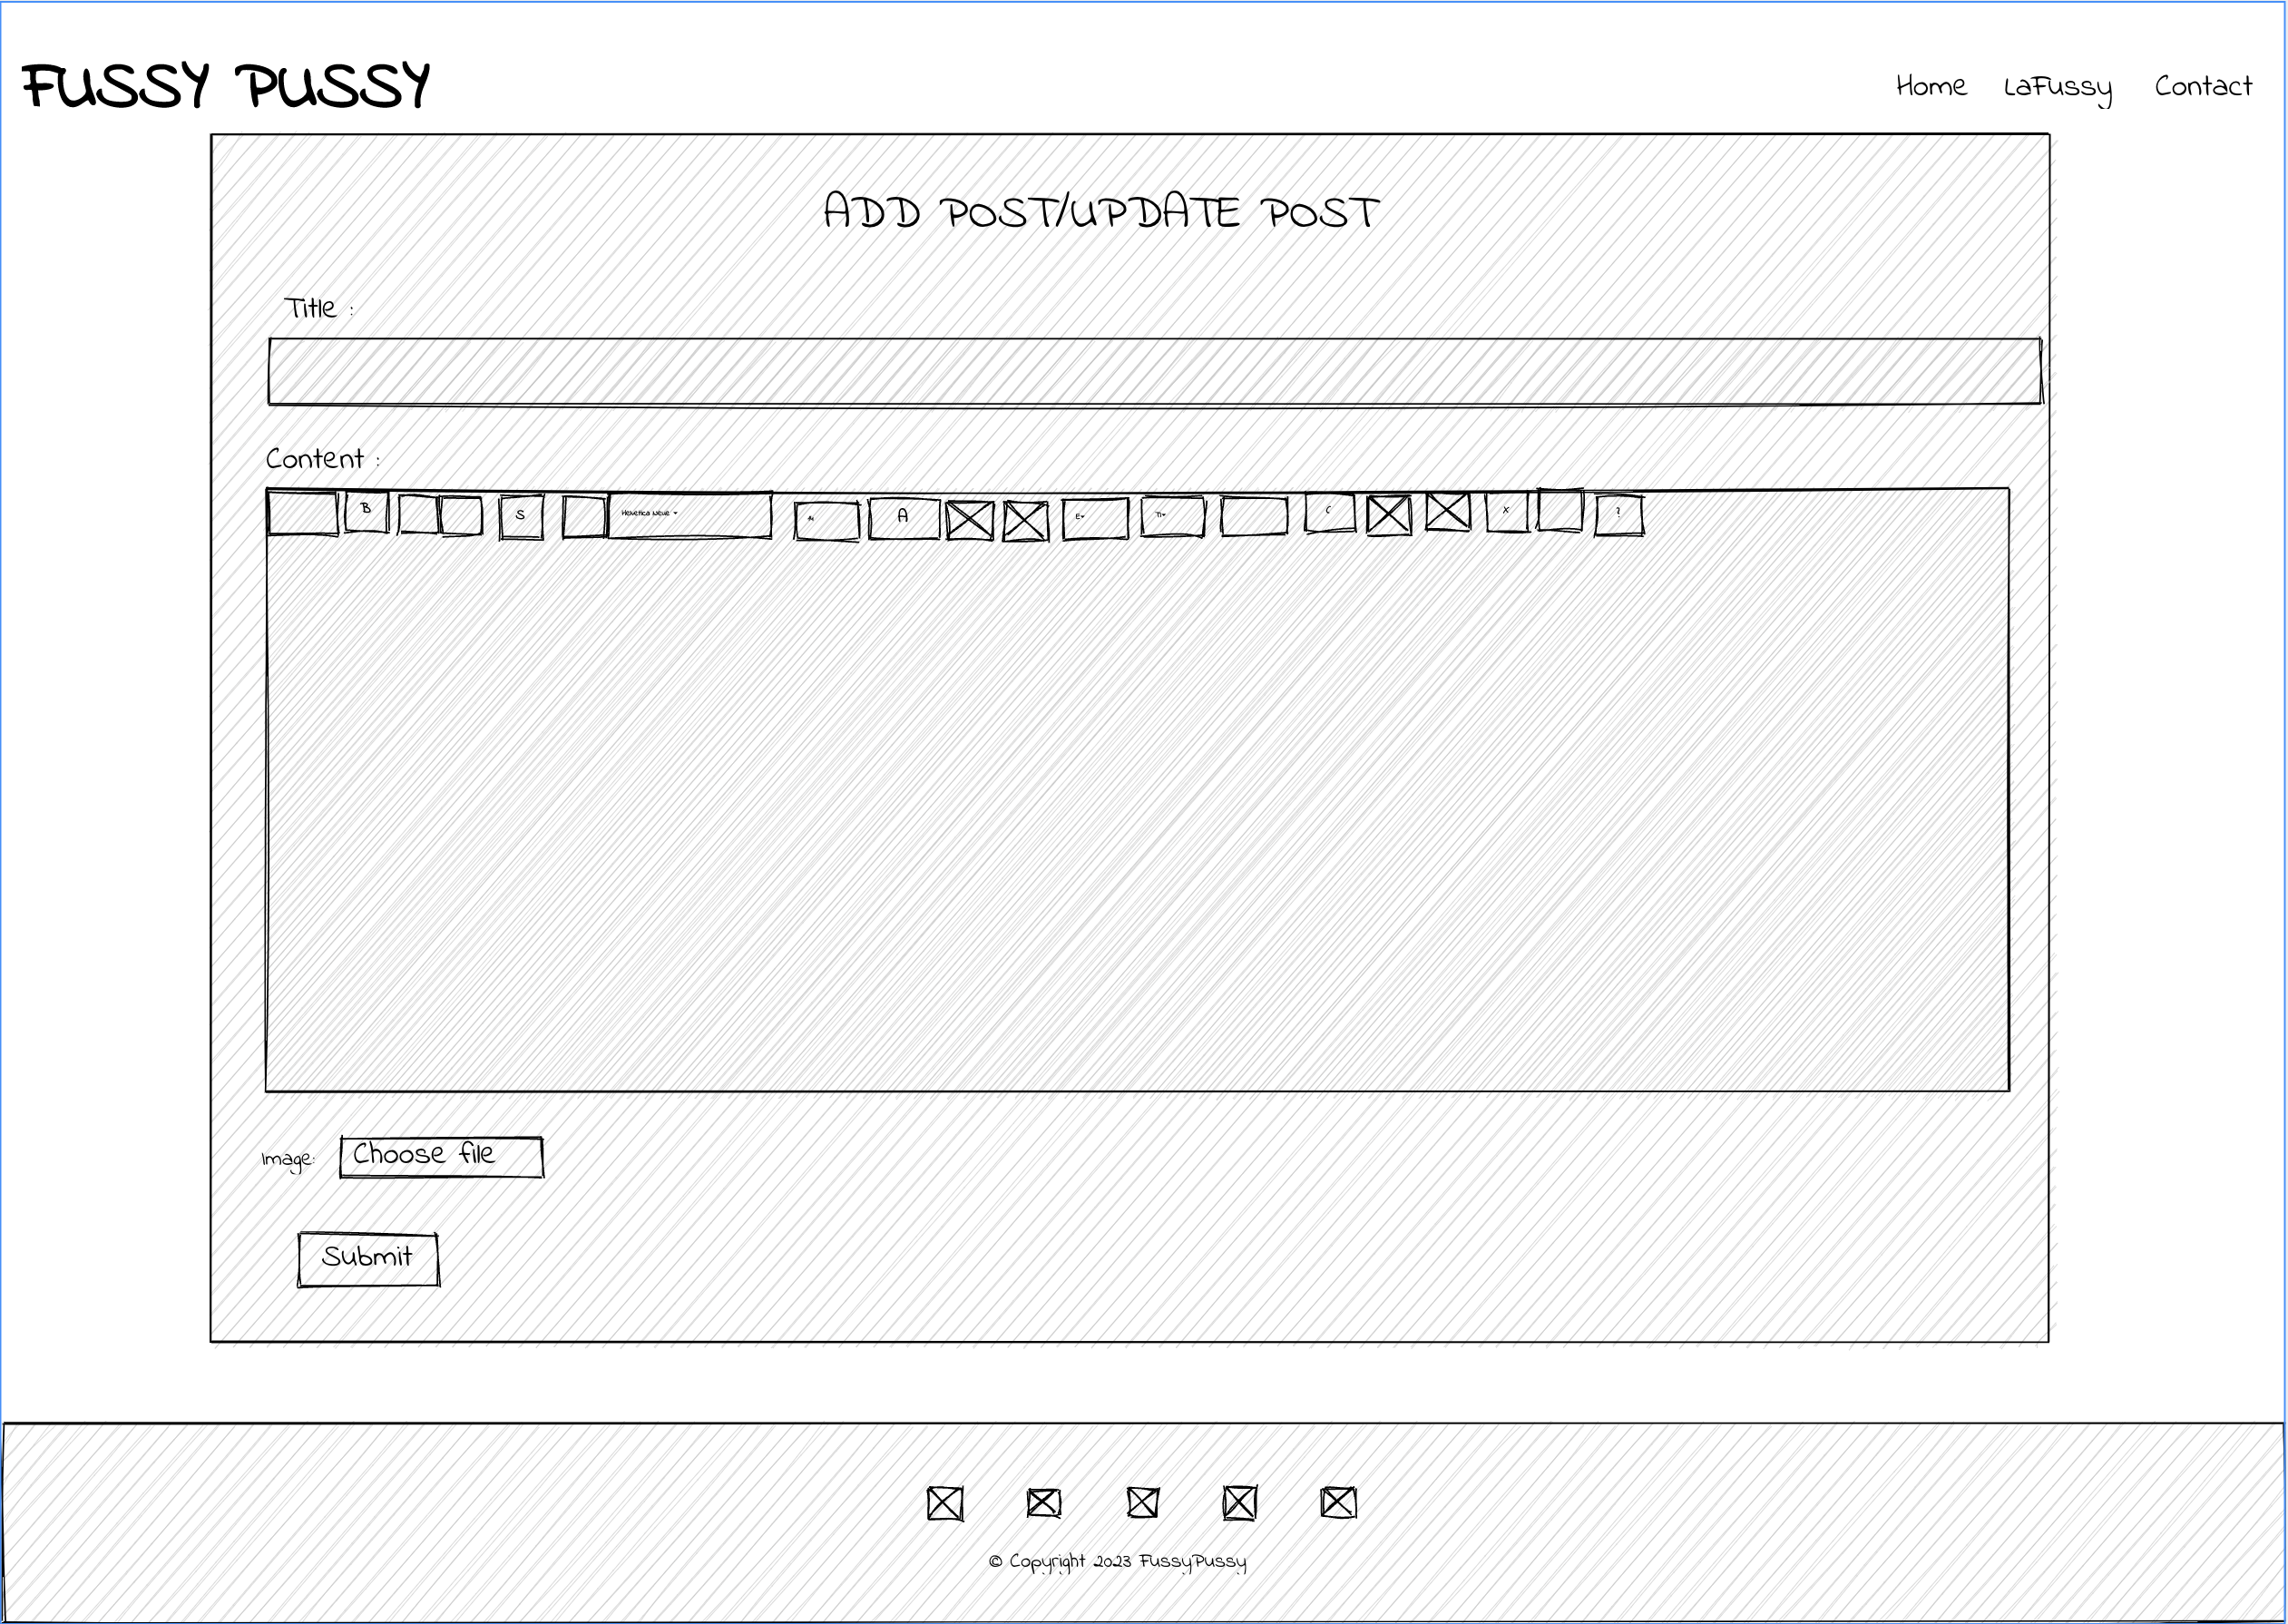 FUSSY PUSSY
Home LaFussy Contact
ADD POST/UPDATE POST
Title :
Content :
B S Helvetica Neue A E T1 C X ?
Image: Choose file
Submit
© Copyright 2023 FussyPussy